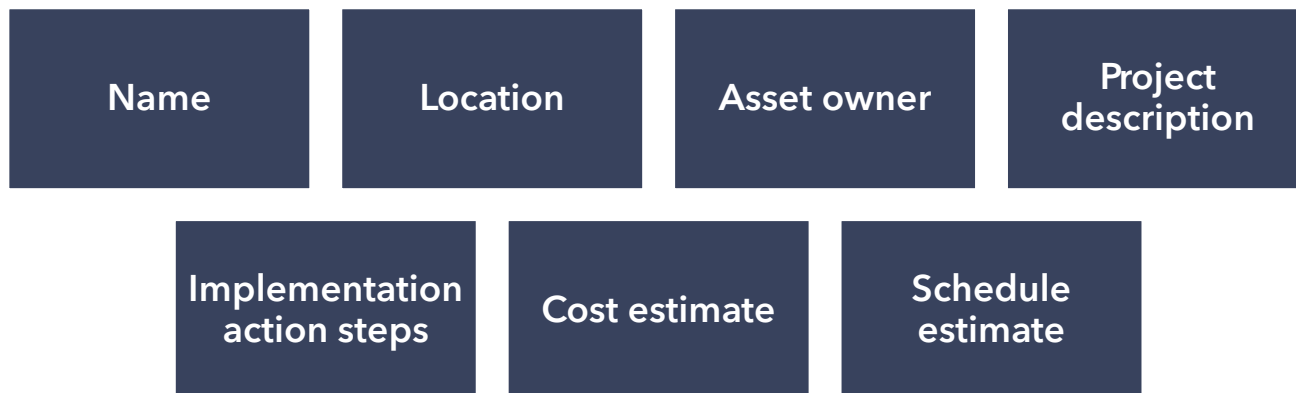 Name
Location
Asset owner
Project
description
Implementation
action steps
Cost estimate
Schedule
estimate